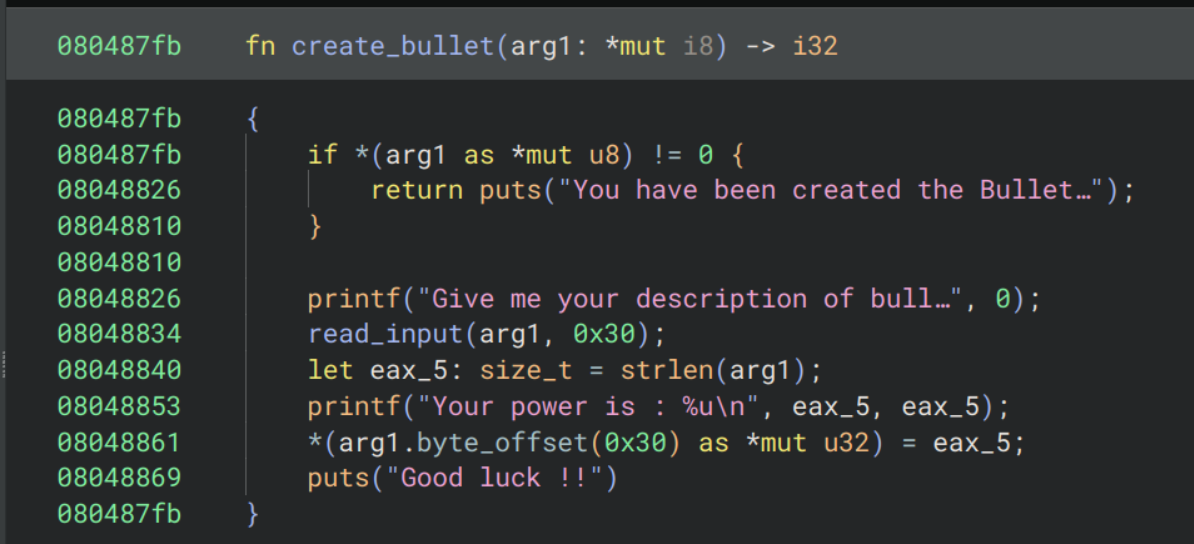 080487fb fn create_bullet(arg1: *mut i8) -> i32
080487fb {
080487fb if *(arg1 as *mut u8) != 0 {
08048826 return puts("You have been created the Bullet…");
08048810 }
08048810
08048826 printf("Give me your description of bull…", 0);
08048834 read_input(arg1, 0x30);
08048840 let eax_5: size_t = strlen(arg1);
08048853 printf("Your power is : %u\n", eax_5, eax_5);
08048861 *(arg1.byte_offset(0x30) as *mut u32) = eax_5;
08048869 puts("Good luck !!")
080487fb }